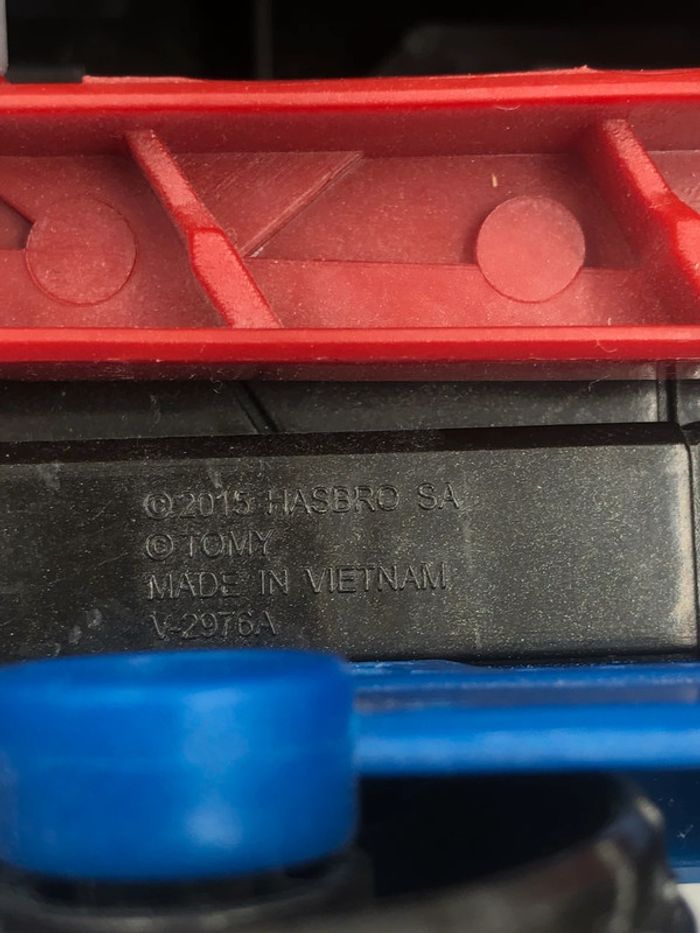 ©2015 HASBRO SA
©TOMY
MADE IN VIETNAM
V-2976A